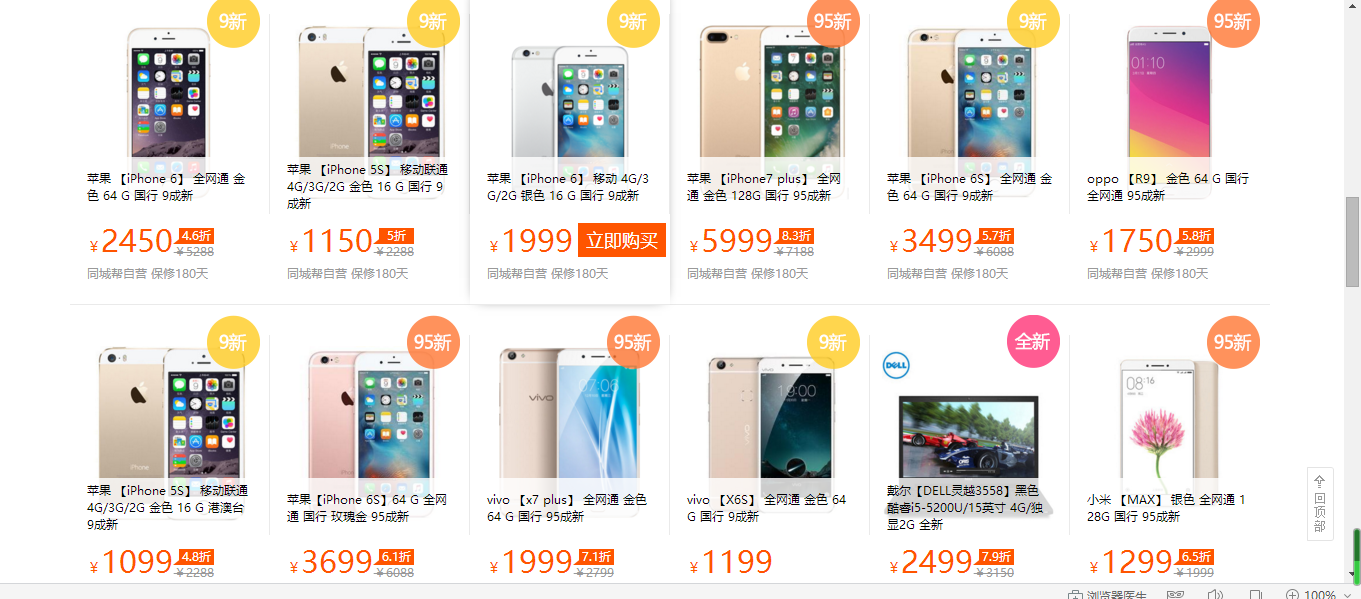 9新
9新
9新
95新
9新
95新
苹果 【iPhone 6】 全网通 金
色 64 G 国行 9成新
苹果 【iPhone 5S】 移动联通
4G/3G/2G 金色 16 G 国行 9
成新
苹果 【iPhone 6】 移动 4G/3
G/2G 银色 16 G 国行 9成新
苹果 【iPhone7 plus】 全网
通 金色 128G 国行 95成新
苹果 【iPhone 6S】 全网通 金
色 64 G 国行 9成新
oppo 【R9】 金色 64 G 国行
全网通 95成新
¥2450 4.6折 ¥5288
¥1150 5折 ¥2288
¥1999 立即购买
¥5999 8.3折 ¥7188
¥3499 5.7折 ¥6088
¥1750 5.8折 ¥2999
同城帮自营 保修180天
同城帮自营 保修180天
同城帮自营 保修180天
同城帮自营 保修180天
同城帮自营 保修180天
同城帮自营 保修180天
9新
95新
95新
9新
全新
95新
苹果 【iPhone 5S】 移动联通
4G/3G/2G 金色 16 G 港澳台
9成新
苹果【iPhone 6S】64 G 全网
通 国行 玫瑰金 95成新
vivo 【x7 plus】 全网通 金色
64 G 国行 95成新
vivo 【X6S】 全网通 金色 64
G 国行 9成新
戴尔【DELL灵越3558】黑色
酷睿i5-5200U/15英寸 4G/独
显2G 全新
小米 【MAX】 银色 全网通 1
28G 国行 95成新
¥1099 4.8折 ¥2288
¥3699 6.1折 ¥6088
¥1999 7.1折 ¥2799
¥1199
¥2499 7.9折 ¥3150
¥1299 6.5折 ¥1999
回
顶
部
浏览器医生
100%
01:10
iPhone
07:06
vivo
19:00
DELL
08:16
iPhone